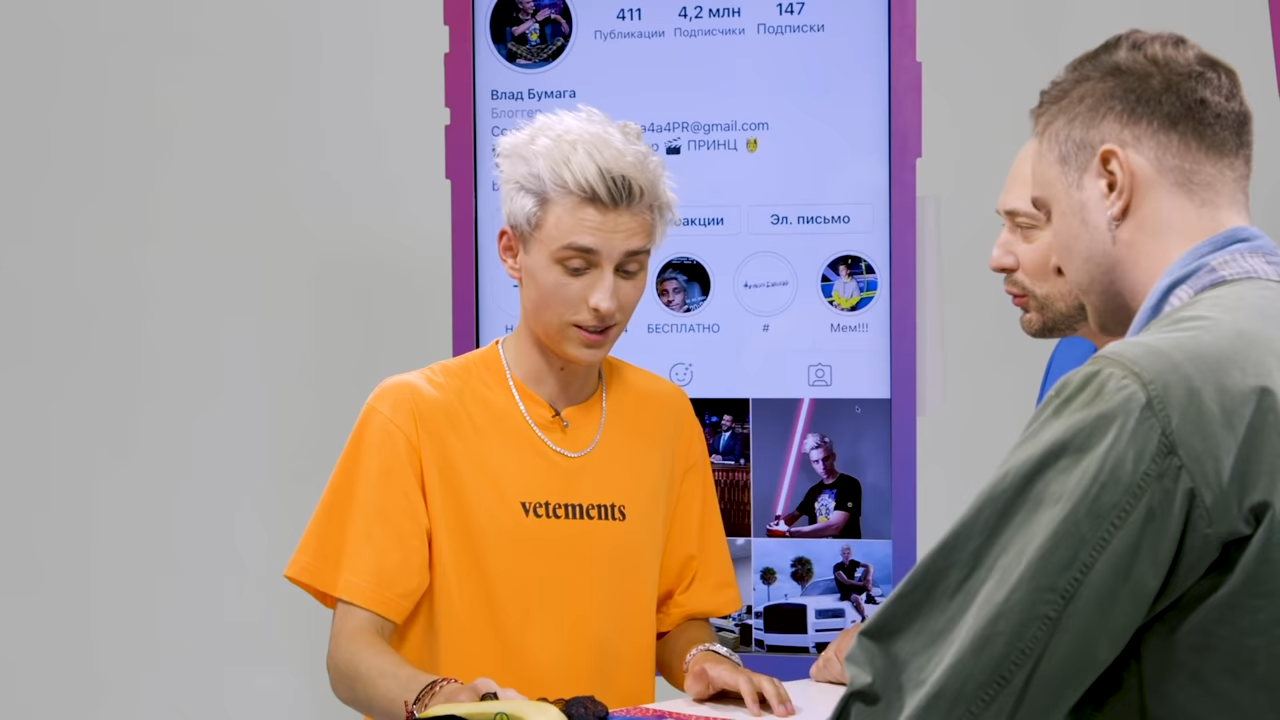 411 4,2 млн 147
Публикации Подписчики Подписки
Влад Бумага
Блоггер
a4a4PR@gmail.com
🎬 ПРИНЦ 🤴
Эл. письмо
БЕСПЛАТНО # Мем!!!
vetements